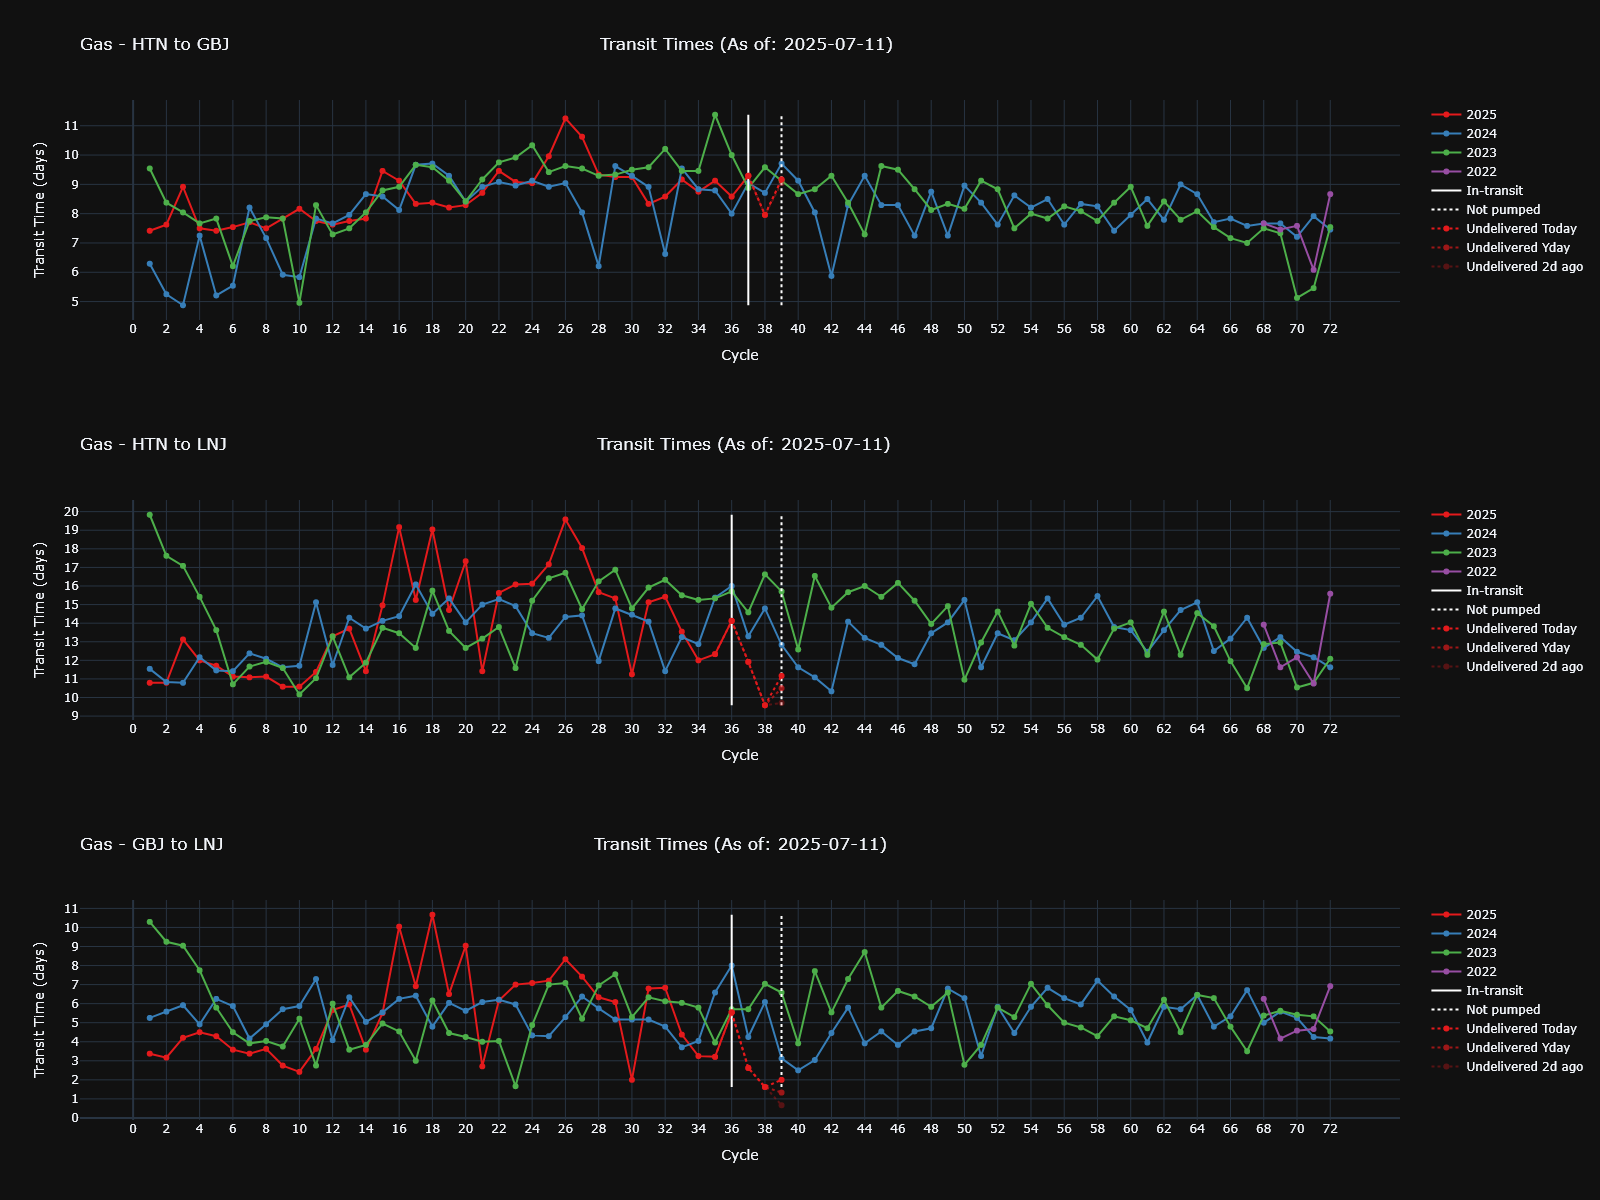 Gas - HTN to GBJ
Transit Times (As of: 2025-07-11)
Transit Time (days)
11
10
9
8
7
6
5
0 2 4 6 8 10 12 14 16 18 20 22 24 26 28 30 32 34 36 38 40 42 44 46 48 50 52 54 56 58 60 62 64 66 68 70 72
Cycle
2025
2024
2023
2022
In-transit
Not pumped
Undelivered Today
Undelivered Yday
Undelivered 2d ago
Gas - HTN to LNJ
Transit Times (As of: 2025-07-11)
Transit Time (days)
20
19
18
17
16
15
14
13
12
11
10
9
0 2 4 6 8 10 12 14 16 18 20 22 24 26 28 30 32 34 36 38 40 42 44 46 48 50 52 54 56 58 60 62 64 66 68 70 72
Cycle
2025
2024
2023
2022
In-transit
Not pumped
Undelivered Today
Undelivered Yday
Undelivered 2d ago
Gas - GBJ to LNJ
Transit Times (As of: 2025-07-11)
Transit Time (days)
11
10
9
8
7
6
5
4
3
2
1
0
0 2 4 6 8 10 12 14 16 18 20 22 24 26 28 30 32 34 36 38 40 42 44 46 48 50 52 54 56 58 60 62 64 66 68 70 72
Cycle
2025
2024
2023
2022
In-transit
Not pumped
Undelivered Today
Undelivered Yday
Undelivered 2d ago